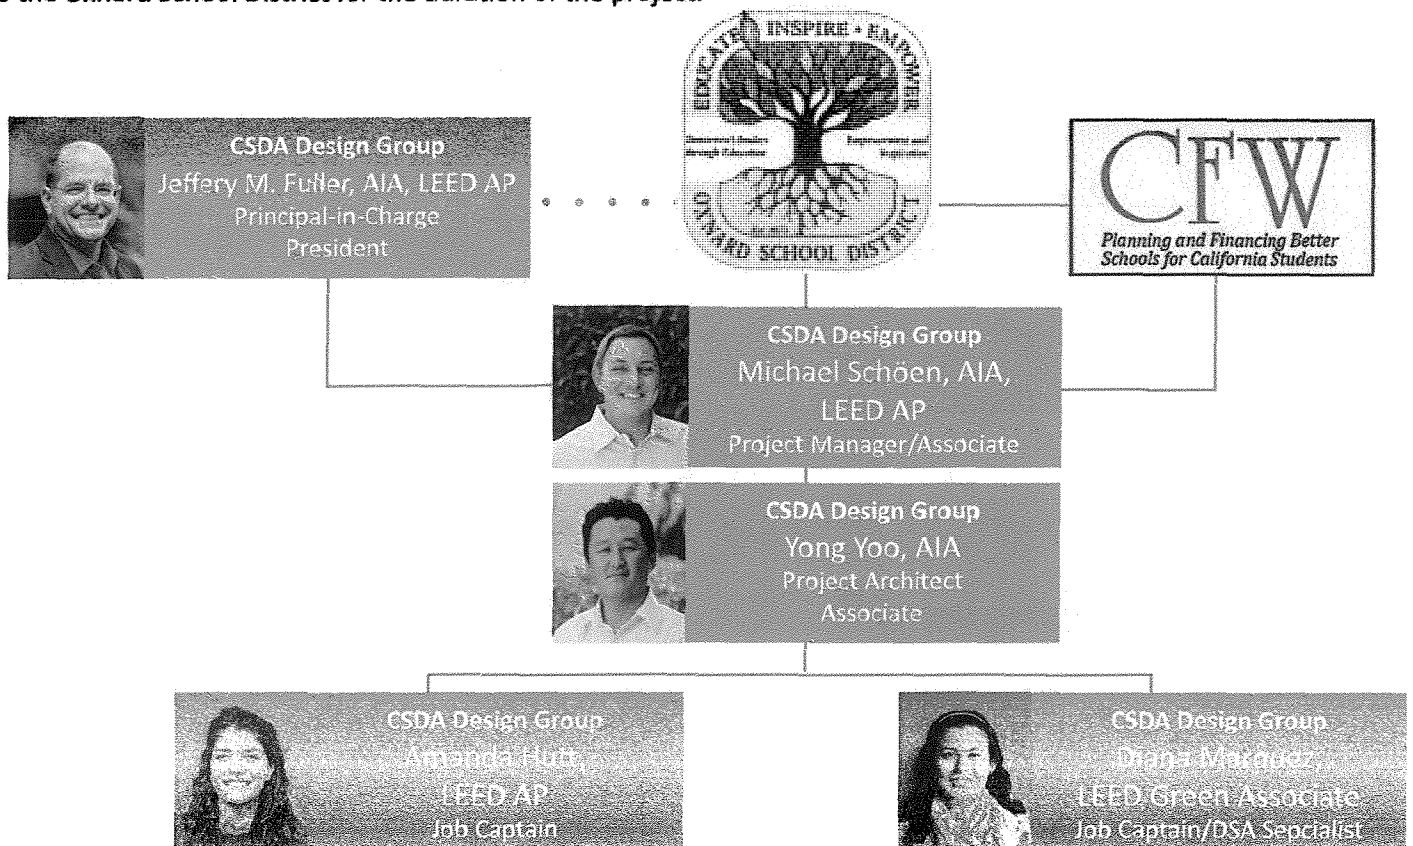 the Oxnard School District for the duration of the project.
EDUCATE • INSPIRE • EMPOWER
OXNARD SCHOOL DISTRICT
CSDA Design Group
Jeffery M. Fuller, AIA, LEED AP
Principal-in-Charge
President
CFW
Planning and Financing Better
Schools for California Students
CSDA Design Group
Michael Schöen, AIA,
LEED AP
Project Manager/Associate
CSDA Design Group
Yong Yoo, AIA
Project Architect
Associate
CSDA Design Group
Amanda Hutt,
LEED AP
Job Captain
CSDA Design Group
Diana Marquez,
LEED Green Associate
Job Captain/DSA Sepcialist